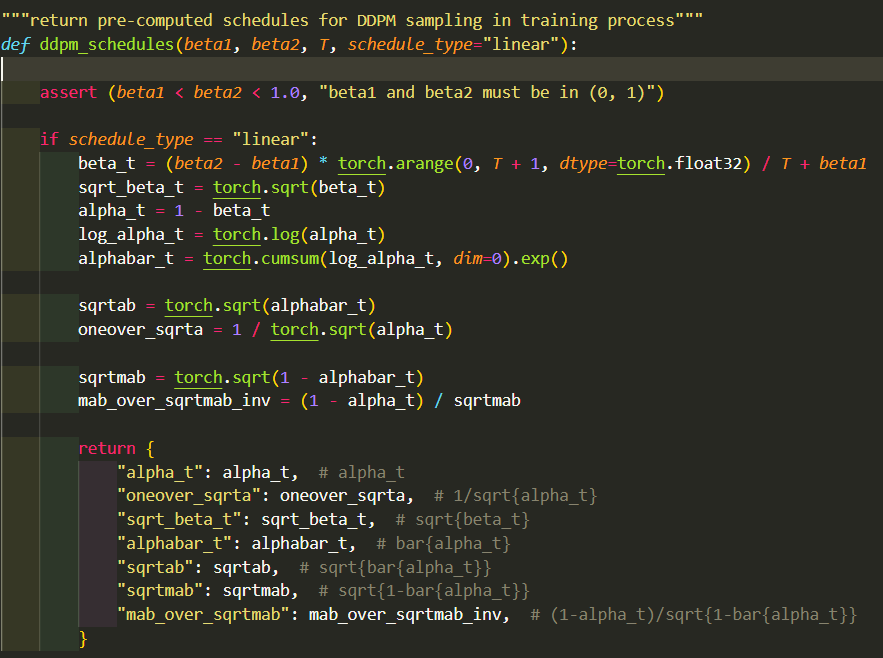 """return pre-computed schedules for DDPM sampling in training process"""
def ddpm_schedules(beta1, beta2, T, schedule_type="linear"):
assert (beta1 < beta2 < 1.0, "beta1 and beta2 must be in (0, 1)")
if schedule_type == "linear":
beta_t = (beta2 - beta1) * torch.arange(0, T + 1, dtype=torch.float32) / T + beta1
sqrt_beta_t = torch.sqrt(beta_t)
alpha_t = 1 - beta_t
log_alpha_t = torch.log(alpha_t)
alphabar_t = torch.cumsum(log_alpha_t, dim=0).exp()
sqrtab = torch.sqrt(alphabar_t)
oneover_sqrta = 1 / torch.sqrt(alpha_t)
sqrtmab = torch.sqrt(1 - alphabar_t)
mab_over_sqrtmab_inv = (1 - alpha_t) / sqrtmab
return {
"alpha_t": alpha_t,  # alpha_t
"oneover_sqrta": oneover_sqrta,  # 1/sqrt{alpha_t}
"sqrt_beta_t": sqrt_beta_t,  # sqrt{beta_t}
"alphabar_t": alphabar_t,  # bar{alpha_t}
"sqrtab": sqrtab,  # sqrt{bar{alpha_t}}
"sqrtmab": sqrtmab,  # sqrt{1-bar{alpha_t}}
"mab_over_sqrtmab": mab_over_sqrtmab_inv,  # (1-alpha_t)/sqrt{1-bar{alpha_t}}
}